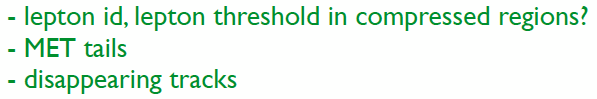 - lepton id, lepton threshold in compressed regions?
- MET tails
- disappearing tracks